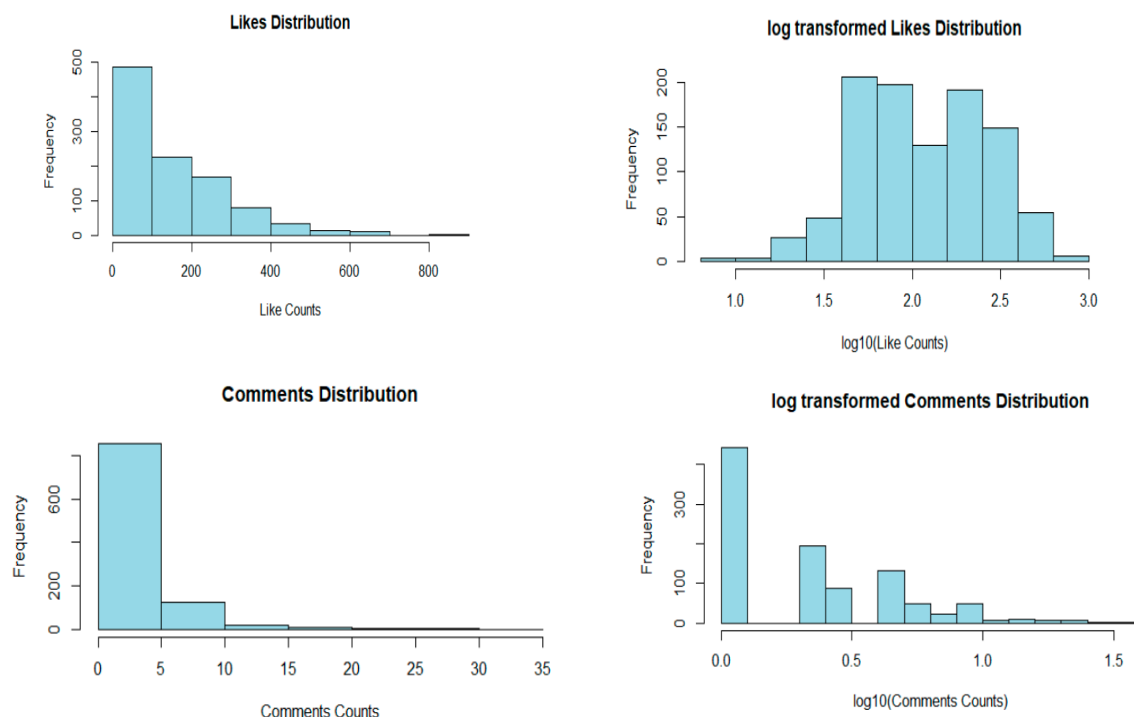 Likes Distribution
500
300
100
0
Frequency
0 200 400 600 800
Like Counts
log transformed Likes Distribution
200
150
100
50
0
Frequency
1.0 1.5 2.0 2.5 3.0
log10(Like Counts)
Comments Distribution
600
200
0
Frequency
0 5 10 15 20 25 30 35
Comments Counts
log transformed Comments Distribution
300
100
0
Frequency
0.0 0.5 1.0 1.5
log10(Comments Counts)